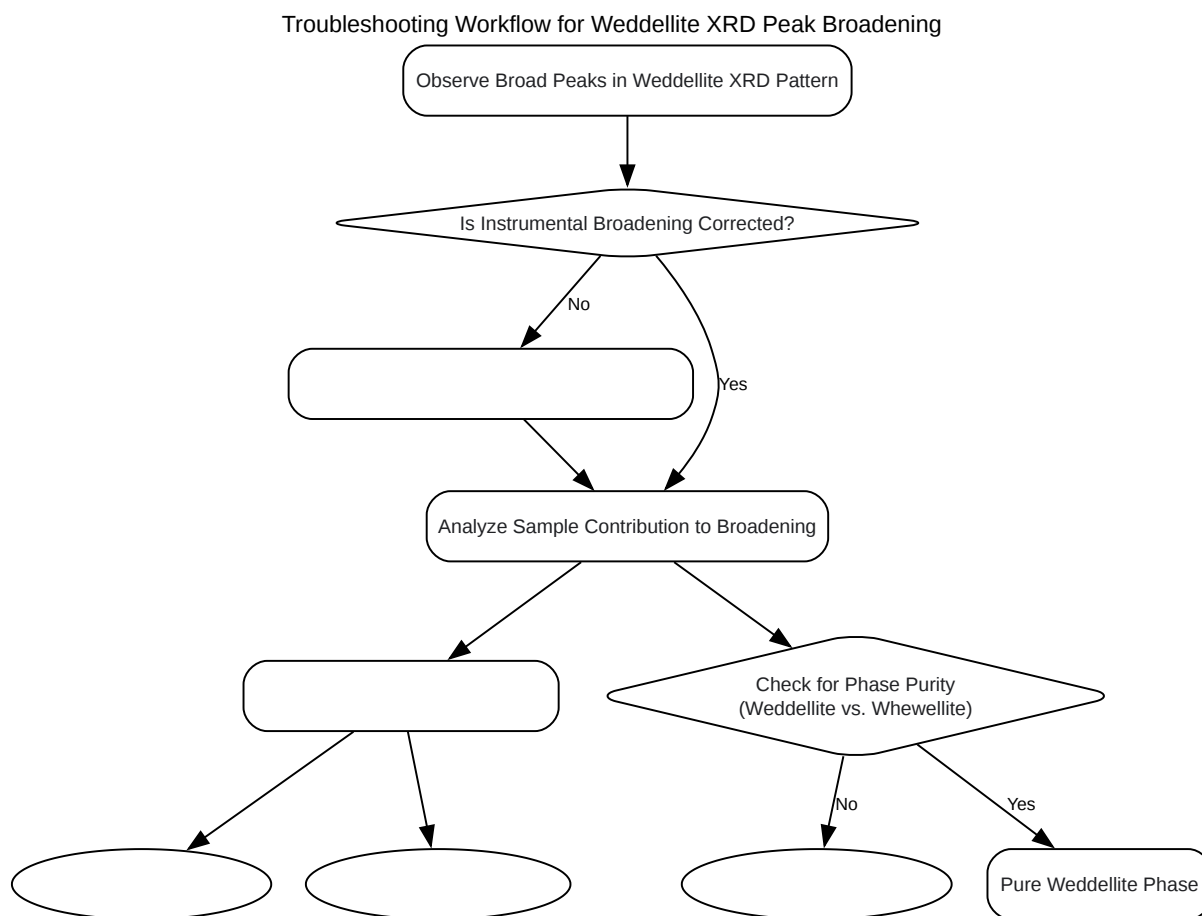 Troubleshooting Workflow for Weddellite XRD Peak Broadening
Observe Broad Peaks in Weddellite XRD Pattern
Is Instrumental Broadening Corrected?
No
Yes
Analyze Sample Contribution to Broadening
Check for Phase Purity
(Weddellite vs. Whewellite)
No
Yes
Pure Weddellite Phase